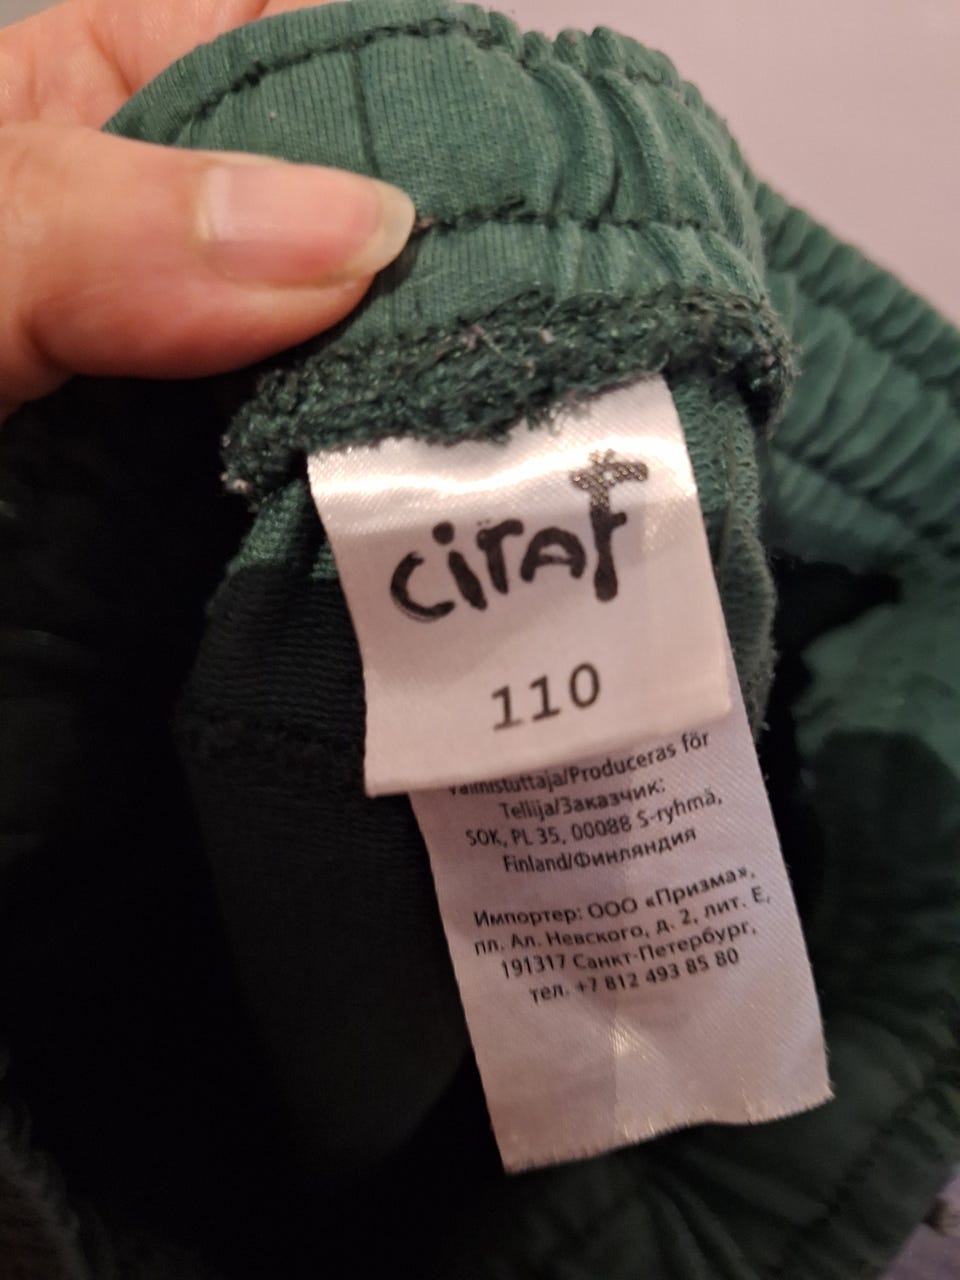 ciraf
110
Valmistuttaja/Produceras för
Tellija/Заказчик:
SOK, PL 35, 00088 S-ryhmä,
Finland/Финляндия
Импортер: ООО «Призма»,
пл. Ал. Невского, д. 2, лит. Е,
191317 Санкт-Петербург,
тел. +7 812 493 85 80